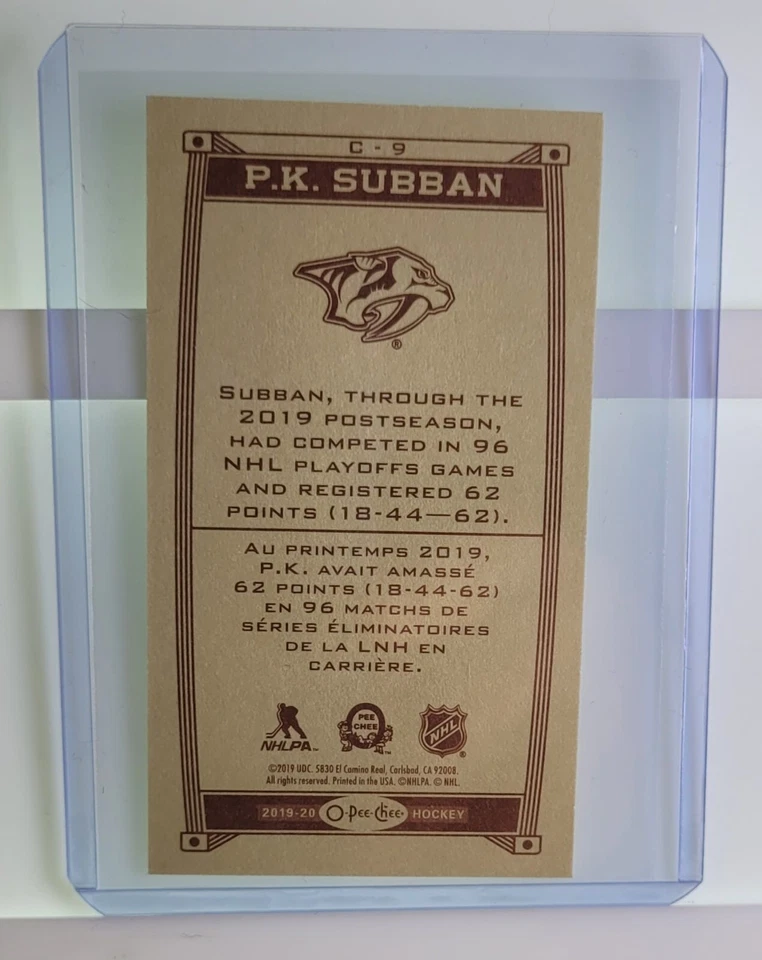 C - 9
P.K. SUBBAN
®
SUBBAN, THROUGH THE
2019 POSTSEASON,
HAD COMPETED IN 96
NHL PLAYOFFS GAMES
AND REGISTERED 62
POINTS (18-44—62).
AU PRINTEMPS 2019,
P.K. AVAIT AMASSÉ
62 POINTS (18-44-62)
EN 96 MATCHS DE
SÉRIES ÉLIMINATOIRES
DE LA LNH EN
CARRIÈRE.
NHLPA™
PEE
CHEE
NHL ®
©2019 UDC. 5830 El Camino Real, Carlsbad, CA 92008.
All rights reserved. Printed in the USA. ©NHLPA. © NHL.
2019-20 O-Pee-Chee HOCKEY